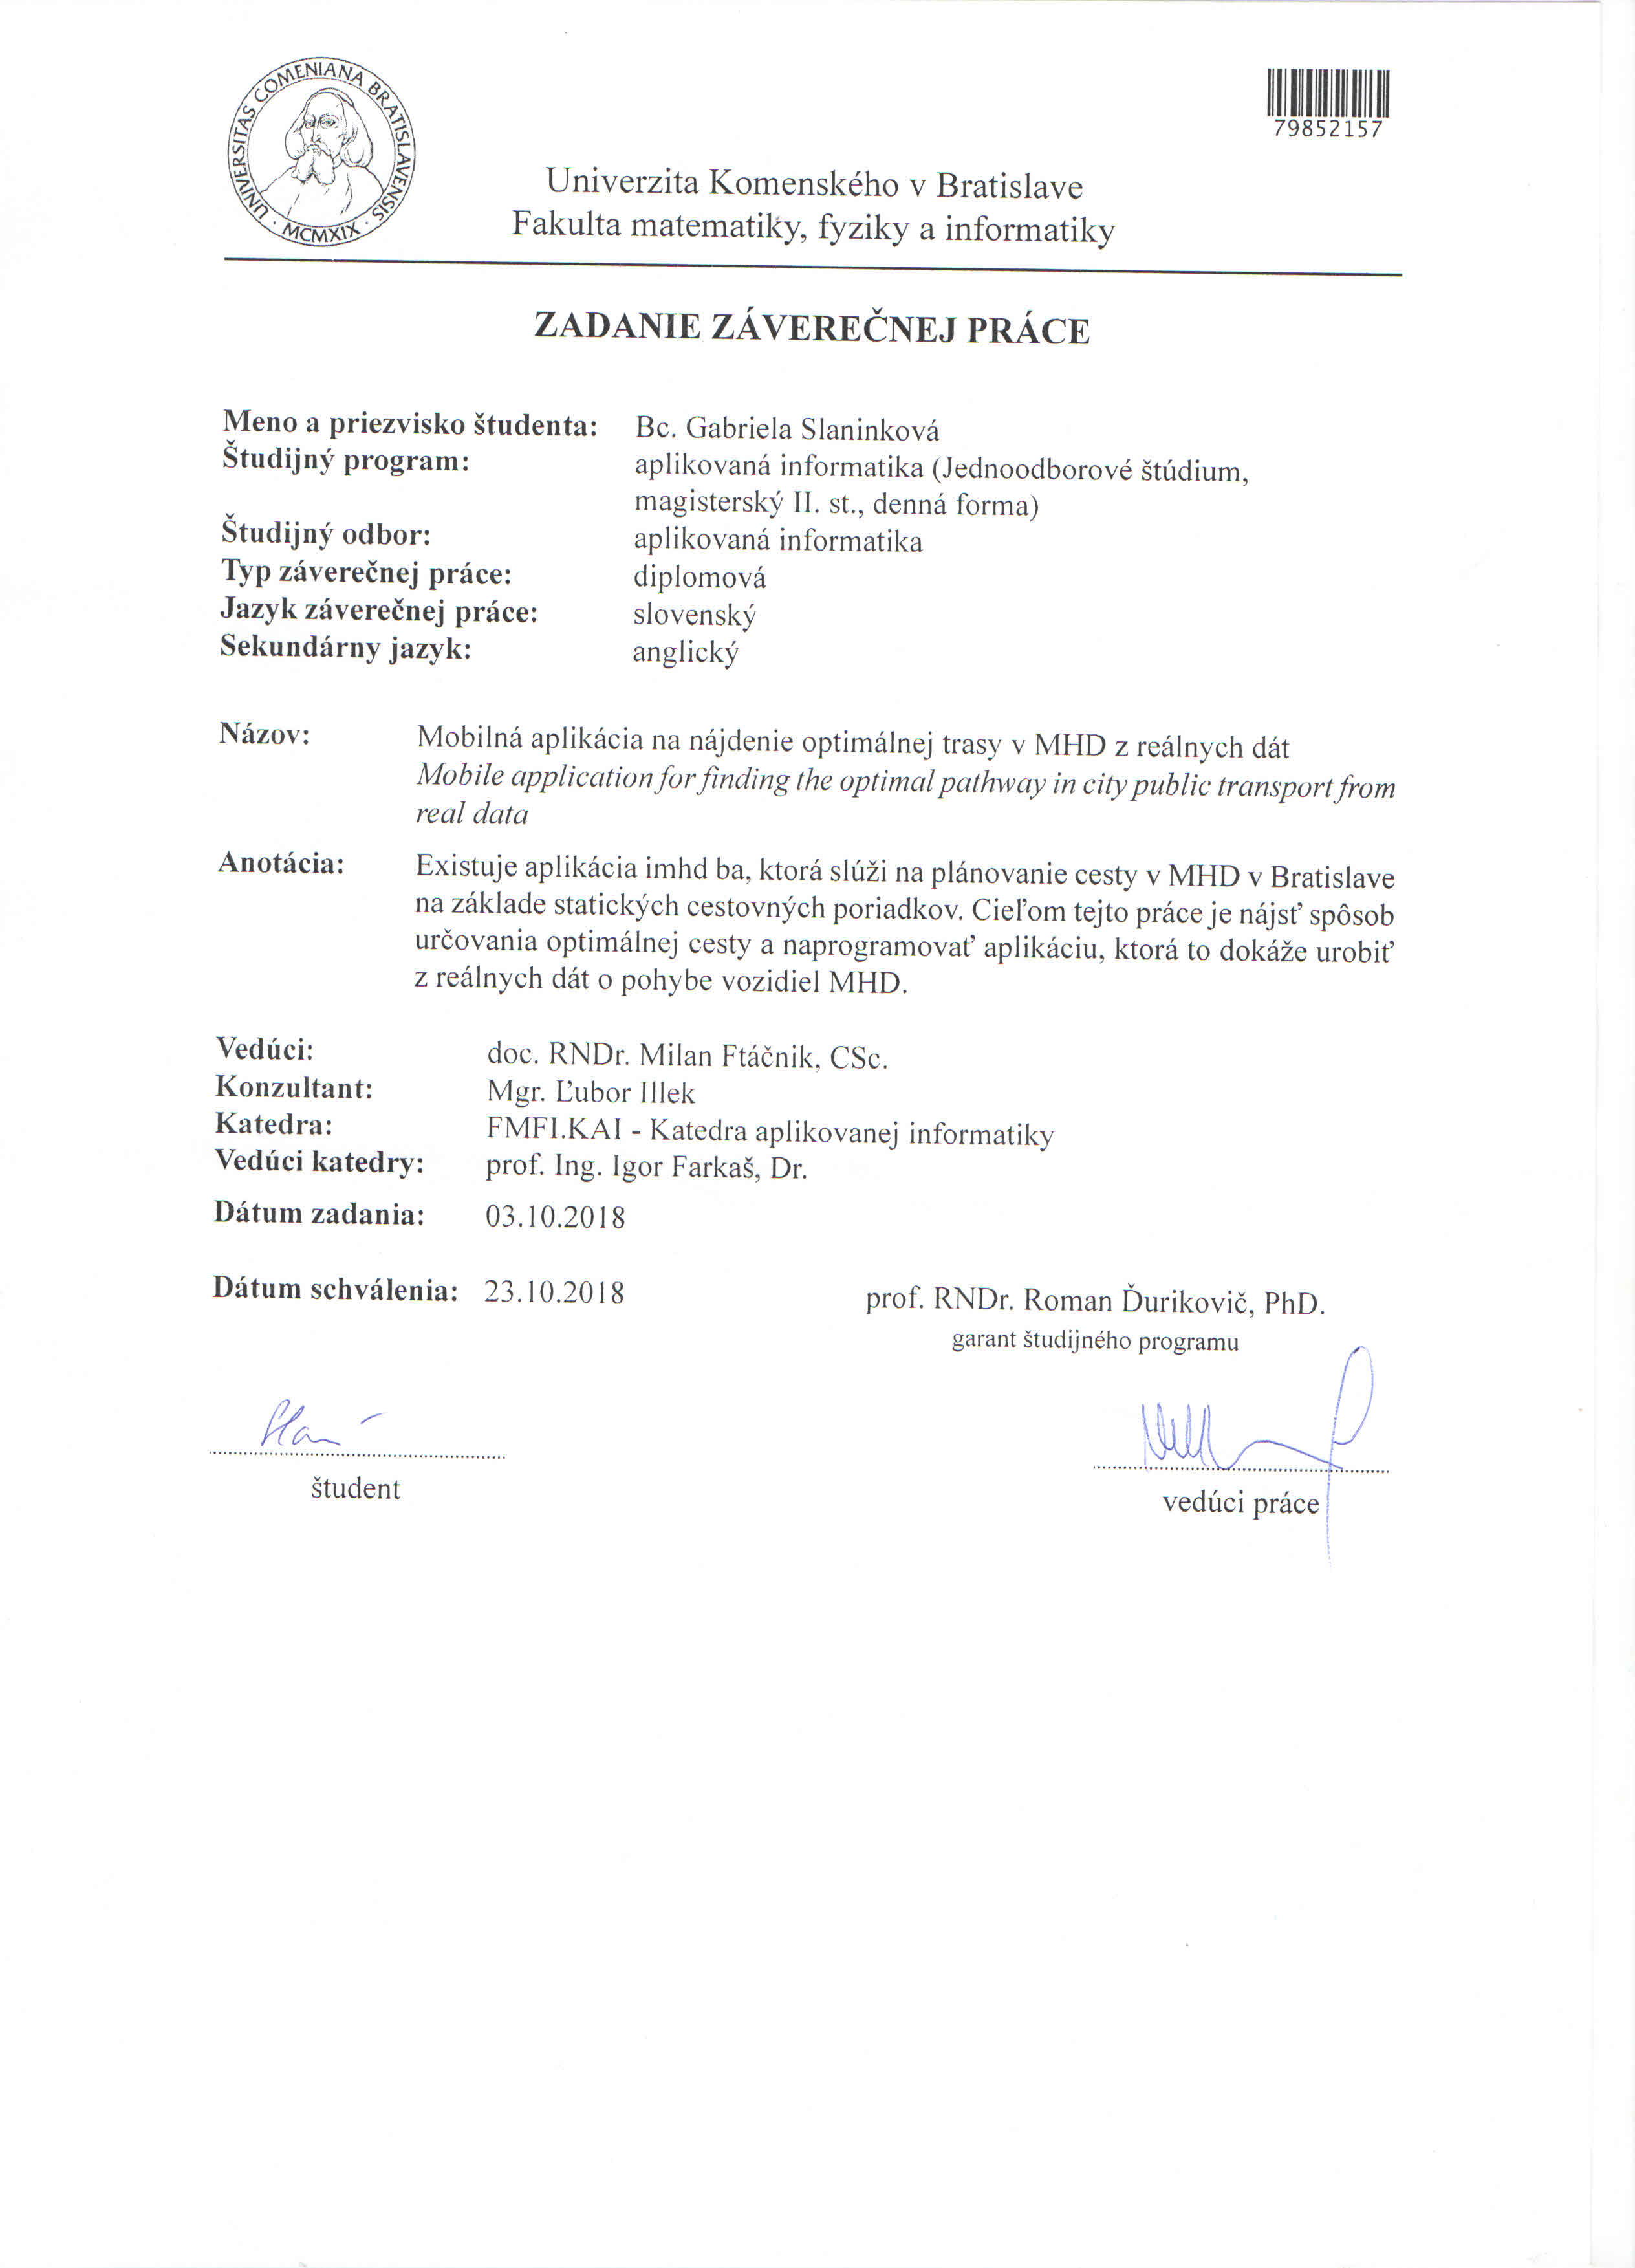 UNIVERSITAS COMENIANA BRATISLAVENSIS · MCMXIX ·
79852157
Univerzita Komenského v Bratislave
Fakulta matematiky, fyziky a informatiky
ZADANIE ZÁVEREČNEJ PRÁCE
Meno a priezvisko študenta: Bc. Gabriela Slaninková
Študijný program: aplikovaná informatika (Jednoodborové štúdium,
magisterský II. st., denná forma)
Študijný odbor: aplikovaná informatika
Typ záverečnej práce: diplomová
Jazyk záverečnej práce: slovenský
Sekundárny jazyk: anglický
Názov: Mobilná aplikácia na nájdenie optimálnej trasy v MHD z reálnych dát
Mobile application for finding the optimal pathway in city public transport from
real data
Anotácia: Existuje aplikácia imhd ba, ktorá slúži na plánovanie cesty v MHD v Bratislave
na základe statických cestovných poriadkov. Cieľom tejto práce je nájsť spôsob
určovania optimálnej cesty a naprogramovať aplikáciu, ktorá to dokáže urobiť
z reálnych dát o pohybe vozidiel MHD.
Vedúci: doc. RNDr. Milan Ftáčnik, CSc.
Konzultant: Mgr. Ľubor Illek
Katedra: FMFI.KAI - Katedra aplikovanej informatiky
Vedúci katedry: prof. Ing. Igor Farkaš, Dr.
Dátum zadania: 03.10.2018
Dátum schválenia: 23.10.2018
prof. RNDr. Roman Ďurikovič, PhD.
garant študijného programu
študent
vedúci práce